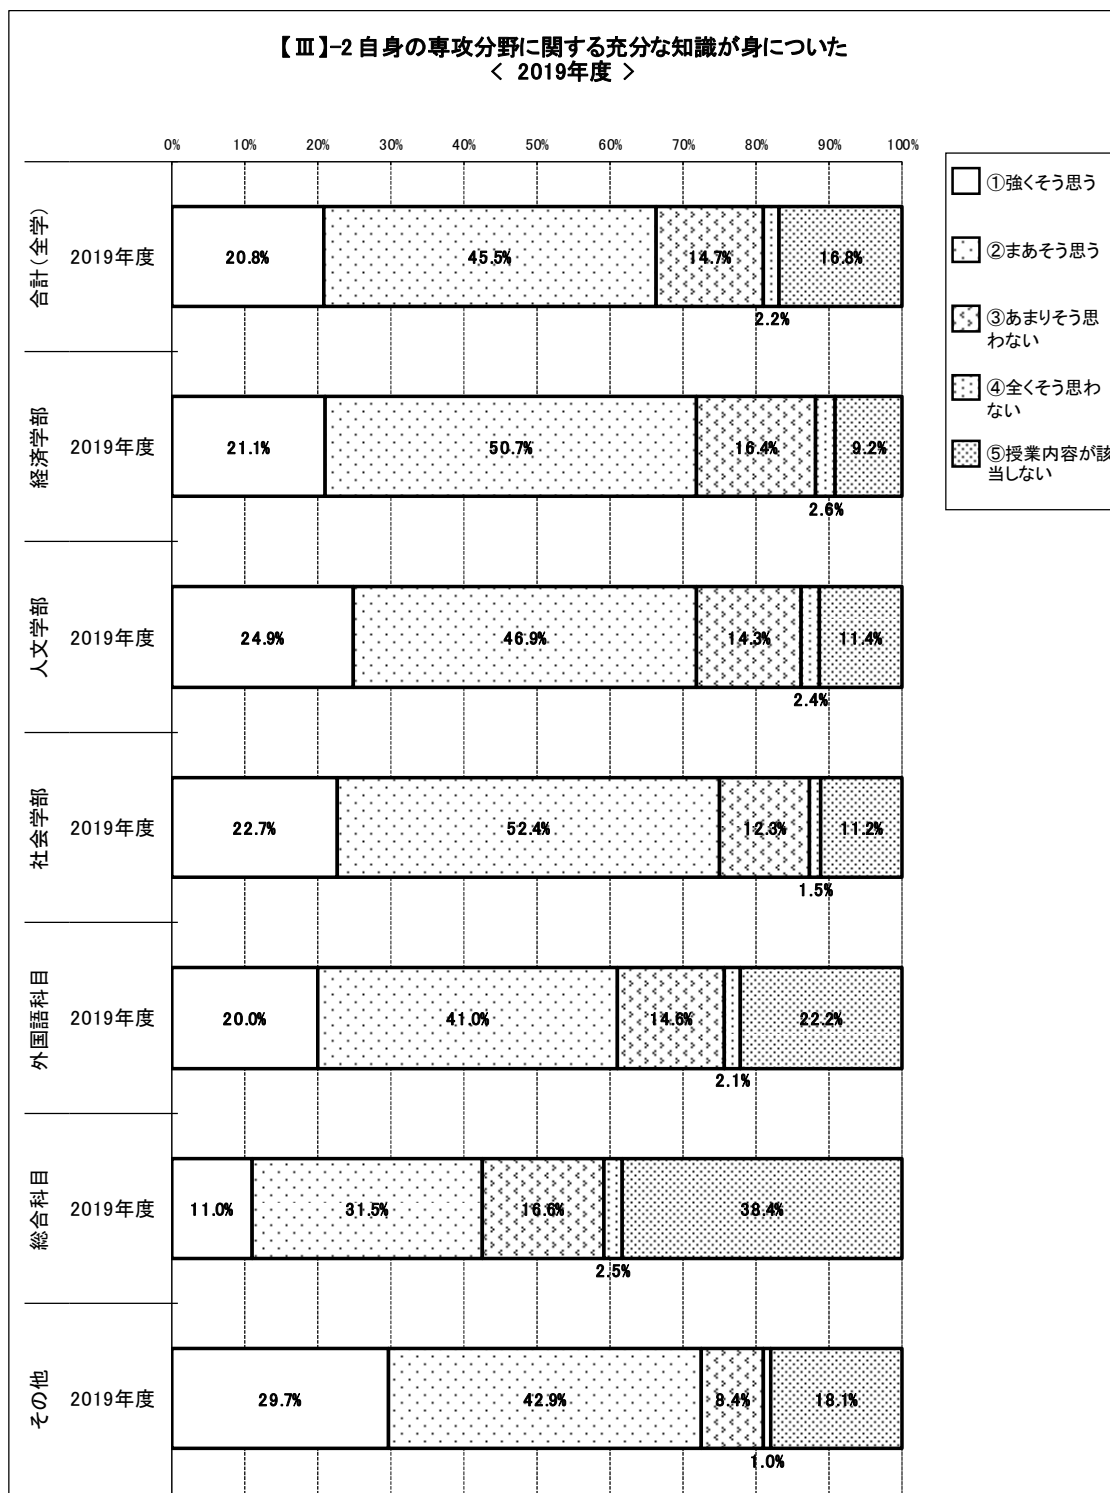 【Ⅲ】-2 自身の専攻分野に関する充分な知識が身についた
< 2019年度 >
0% 10% 20% 30% 40% 50% 60% 70% 80% 90% 100%
合計(全学) 2019年度 20.8% 45.5% 14.7% 16.8%
2.2%
経済学部 2019年度 21.1% 50.7% 16.4% 9.2%
2.6%
人文学部 2019年度 24.9% 46.9% 14.3% 11.4%
2.4%
社会学部 2019年度 22.7% 52.4% 12.3% 11.2%
1.5%
外国語科目 2019年度 20.0% 41.0% 14.6% 22.2%
2.1%
総合科目 2019年度 11.0% 31.5% 16.6% 38.4%
2.5%
その他 2019年度 29.7% 42.9% 8.4% 18.1%
1.0%
①強くそう思う
②まあそう思う
③あまりそう思
わない
④全くそう思わ
ない
⑤授業内容が該
当しない